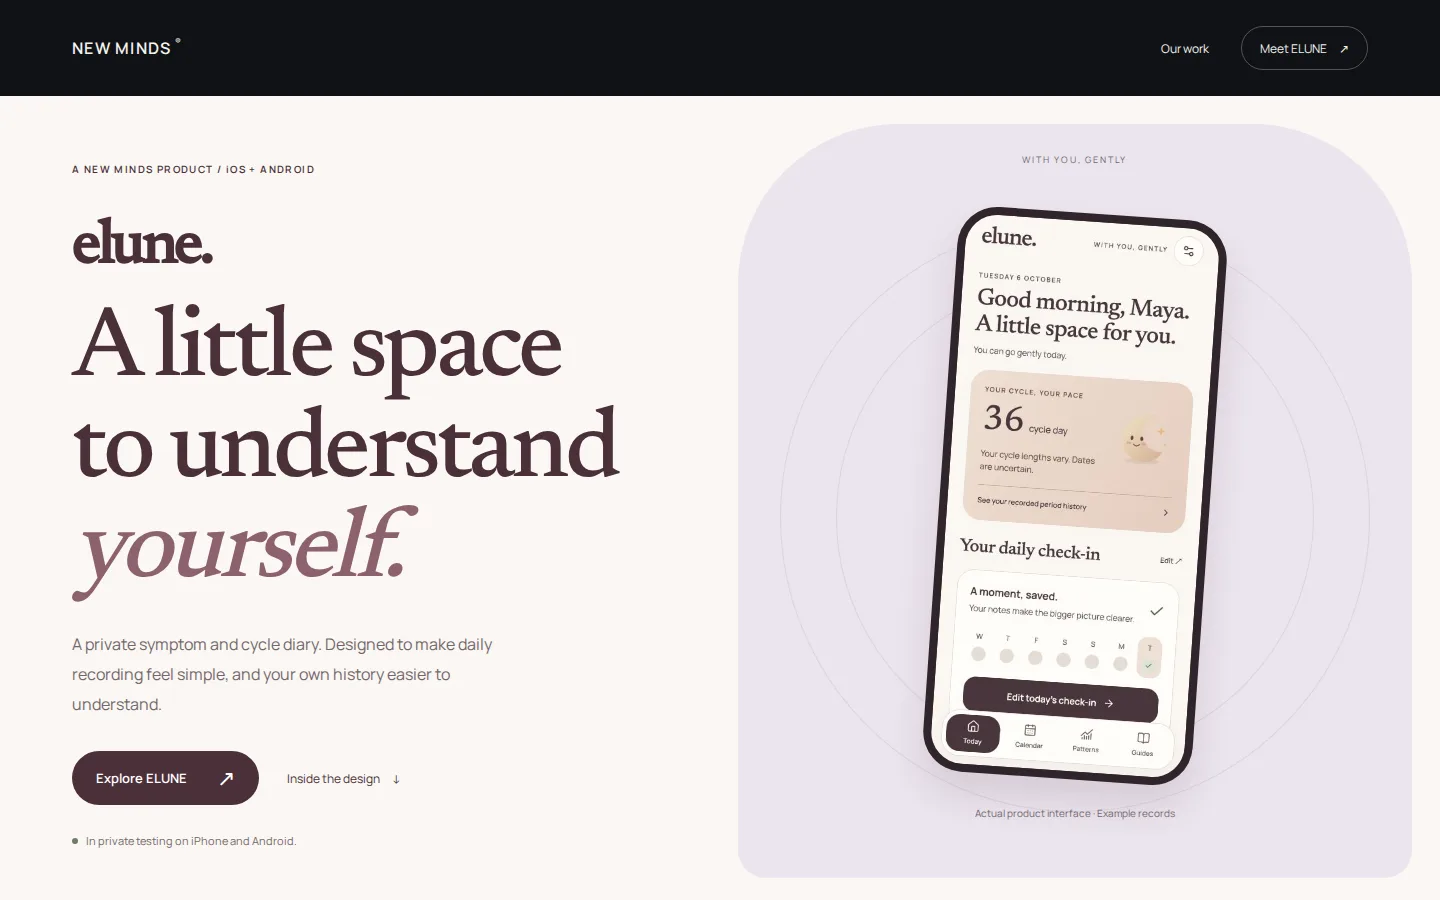 NEW MINDS®
Our work
Meet ELUNE ↗
A NEW MINDS PRODUCT / iOS + ANDROID
elune.
A little space
to understand
yourself.
A private symptom and cycle diary. Designed to make daily
recording feel simple, and your own history easier to
understand.
Explore ELUNE ↗
Inside the design ↓
In private testing on iPhone and Android.
WITH YOU, GENTLY
elune.
WITH YOU, GENTLY
TUESDAY 6 OCTOBER
Good morning, Maya.
A little space for you.
You can go gently today.
YOUR CYCLE, YOUR PACE
36 cycle day
Your cycle lengths vary. Dates
are uncertain.
See your recorded period history
Your daily check-in
Edit
A moment, saved.
Your notes make the bigger picture clearer.
W T F S S M T
Edit today's check-in →
Today
Calendar
Patterns
Guides
Actual product interface · Example records